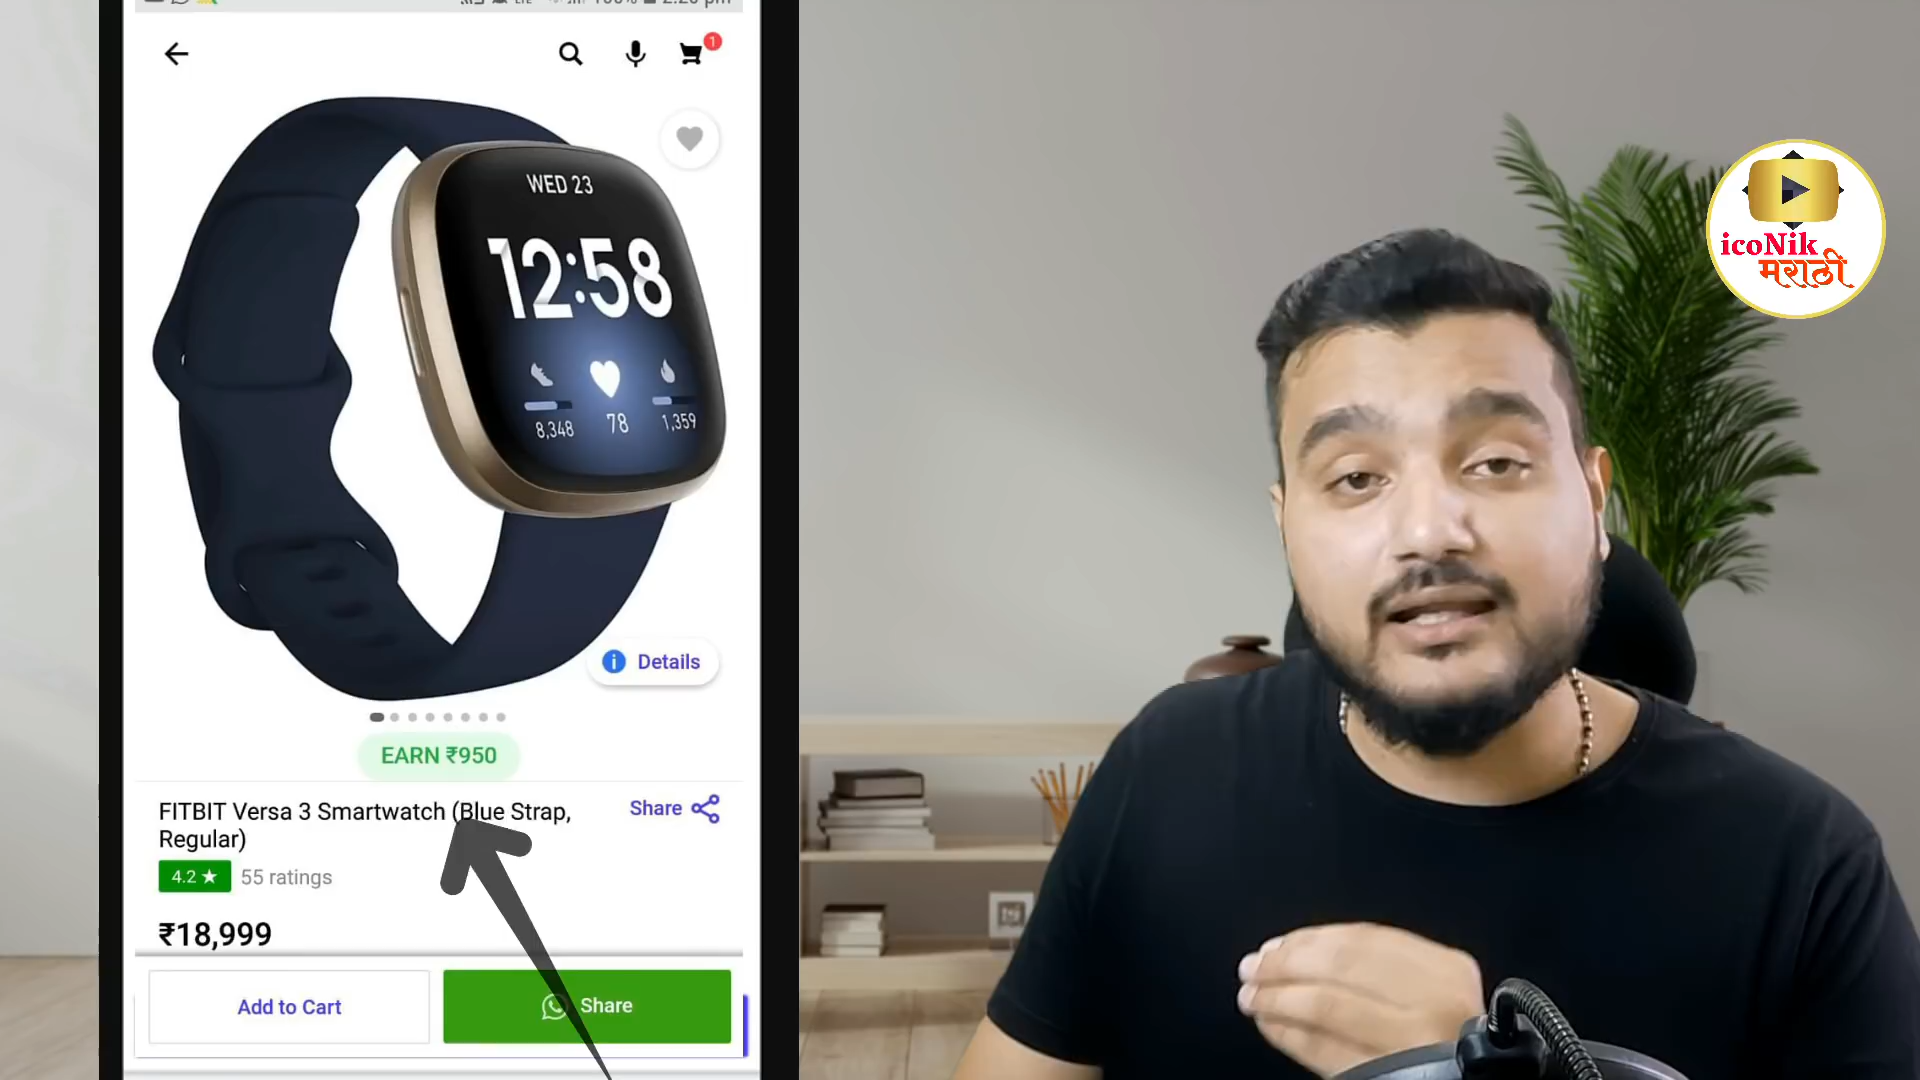 1
WED 23
12:58
8,348
78
1,359
Details
EARN ₹950
FITBIT Versa 3 Smartwatch (Blue Strap,
Regular)
Share
4.2 ★
55 ratings
₹18,999
Add to Cart
Share
icoNik
मराठी